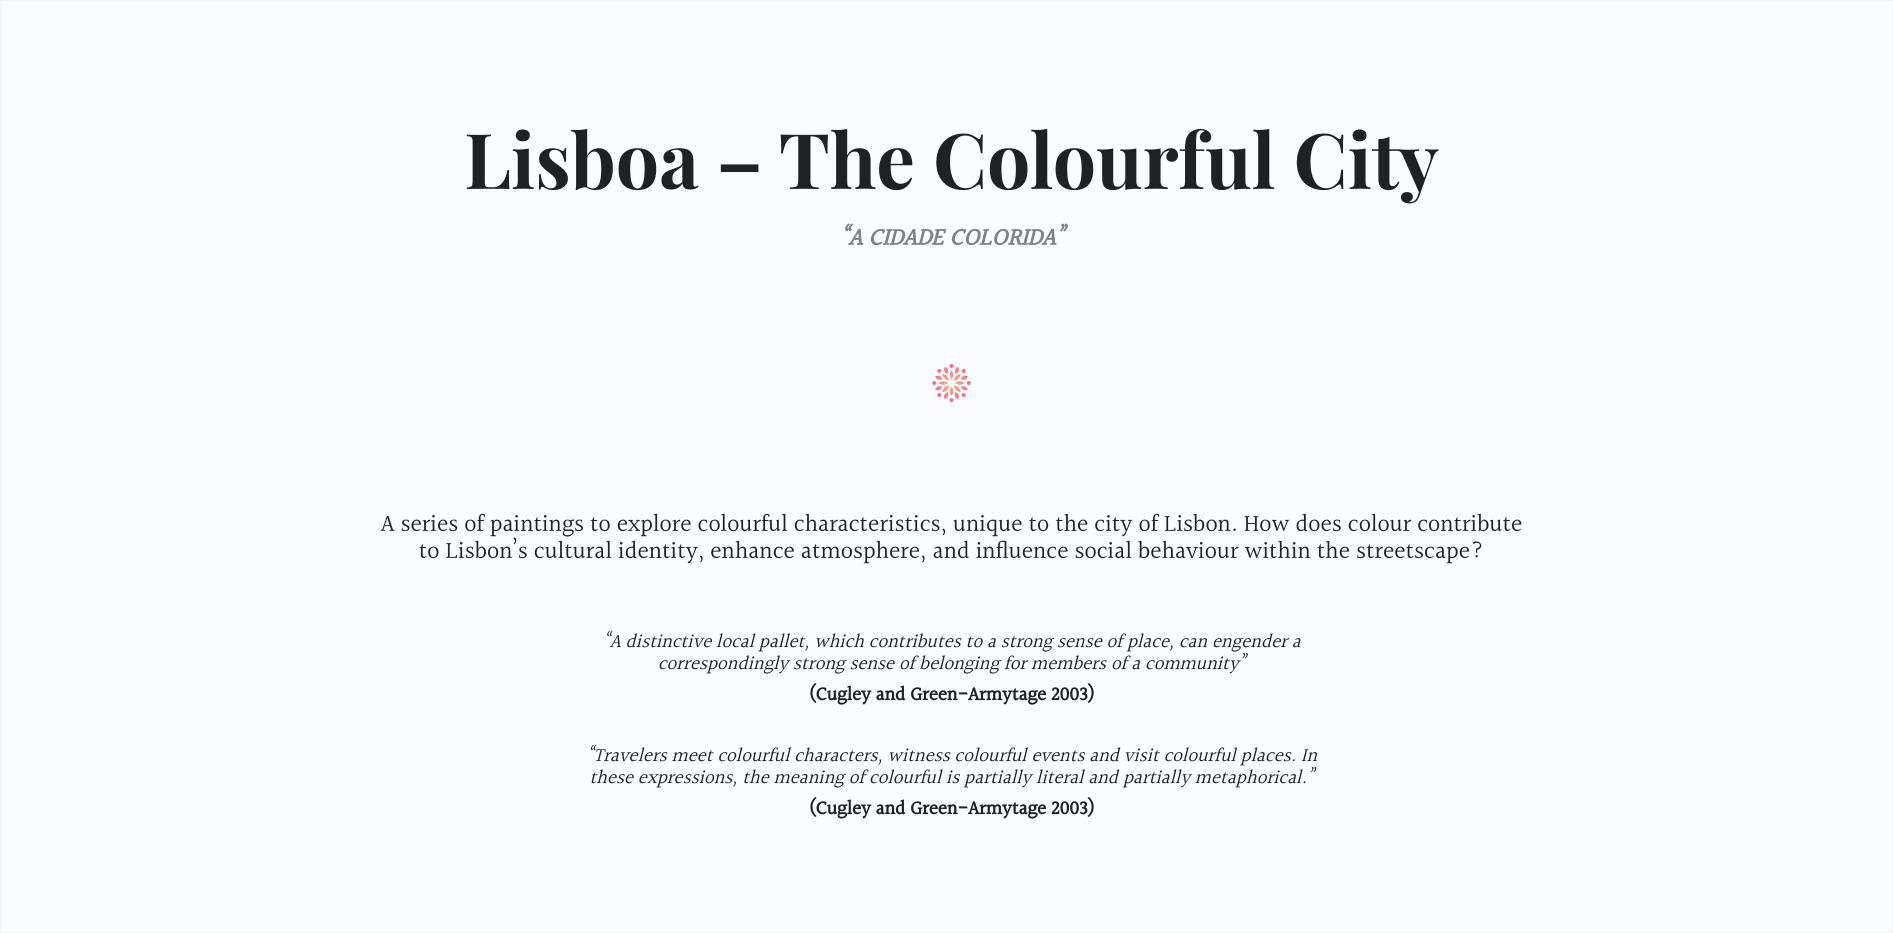 Lisboa – The Colourful City
“A CIDADE COLORIDA”
A series of paintings to explore colourful characteristics, unique to the city of Lisbon. How does colour contribute
to Lisbon’s cultural identity, enhance atmosphere, and influence social behaviour within the streetscape?
“A distinctive local pallet, which contributes to a strong sense of place, can engender a
correspondingly strong sense of belonging for members of a community”
(Cugley and Green-Armytage 2003)
“Travelers meet colourful characters, witness colourful events and visit colourful places. In
these expressions, the meaning of colourful is partially literal and partially metaphorical.”
(Cugley and Green-Armytage 2003)